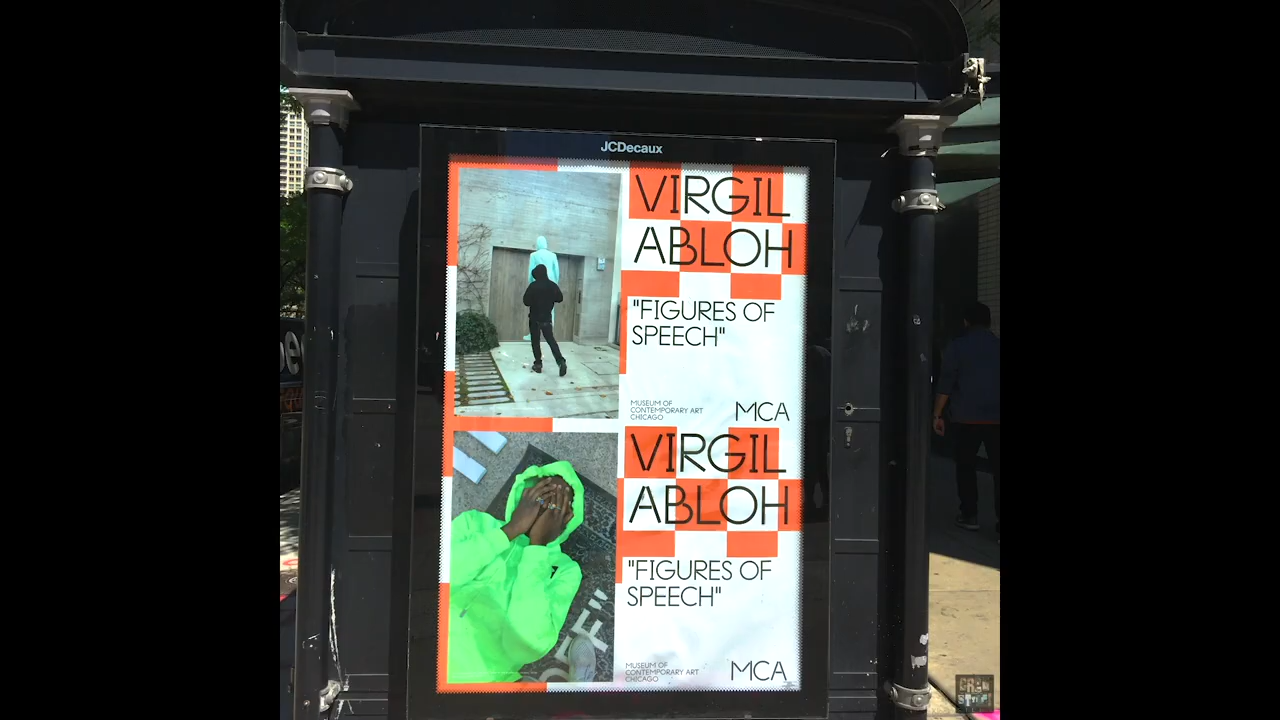 JCDecaux
VIRGIL
ABLOH
"FIGURES OF
SPEECH"
MUSEUM OF
CONTEMPORARY ART
CHICAGO
MCA
VIRGIL
ABLOH
"FIGURES OF
SPEECH"
OFF"
MUSEUM OF
CONTEMPORARY ART
CHICAGO
MCA